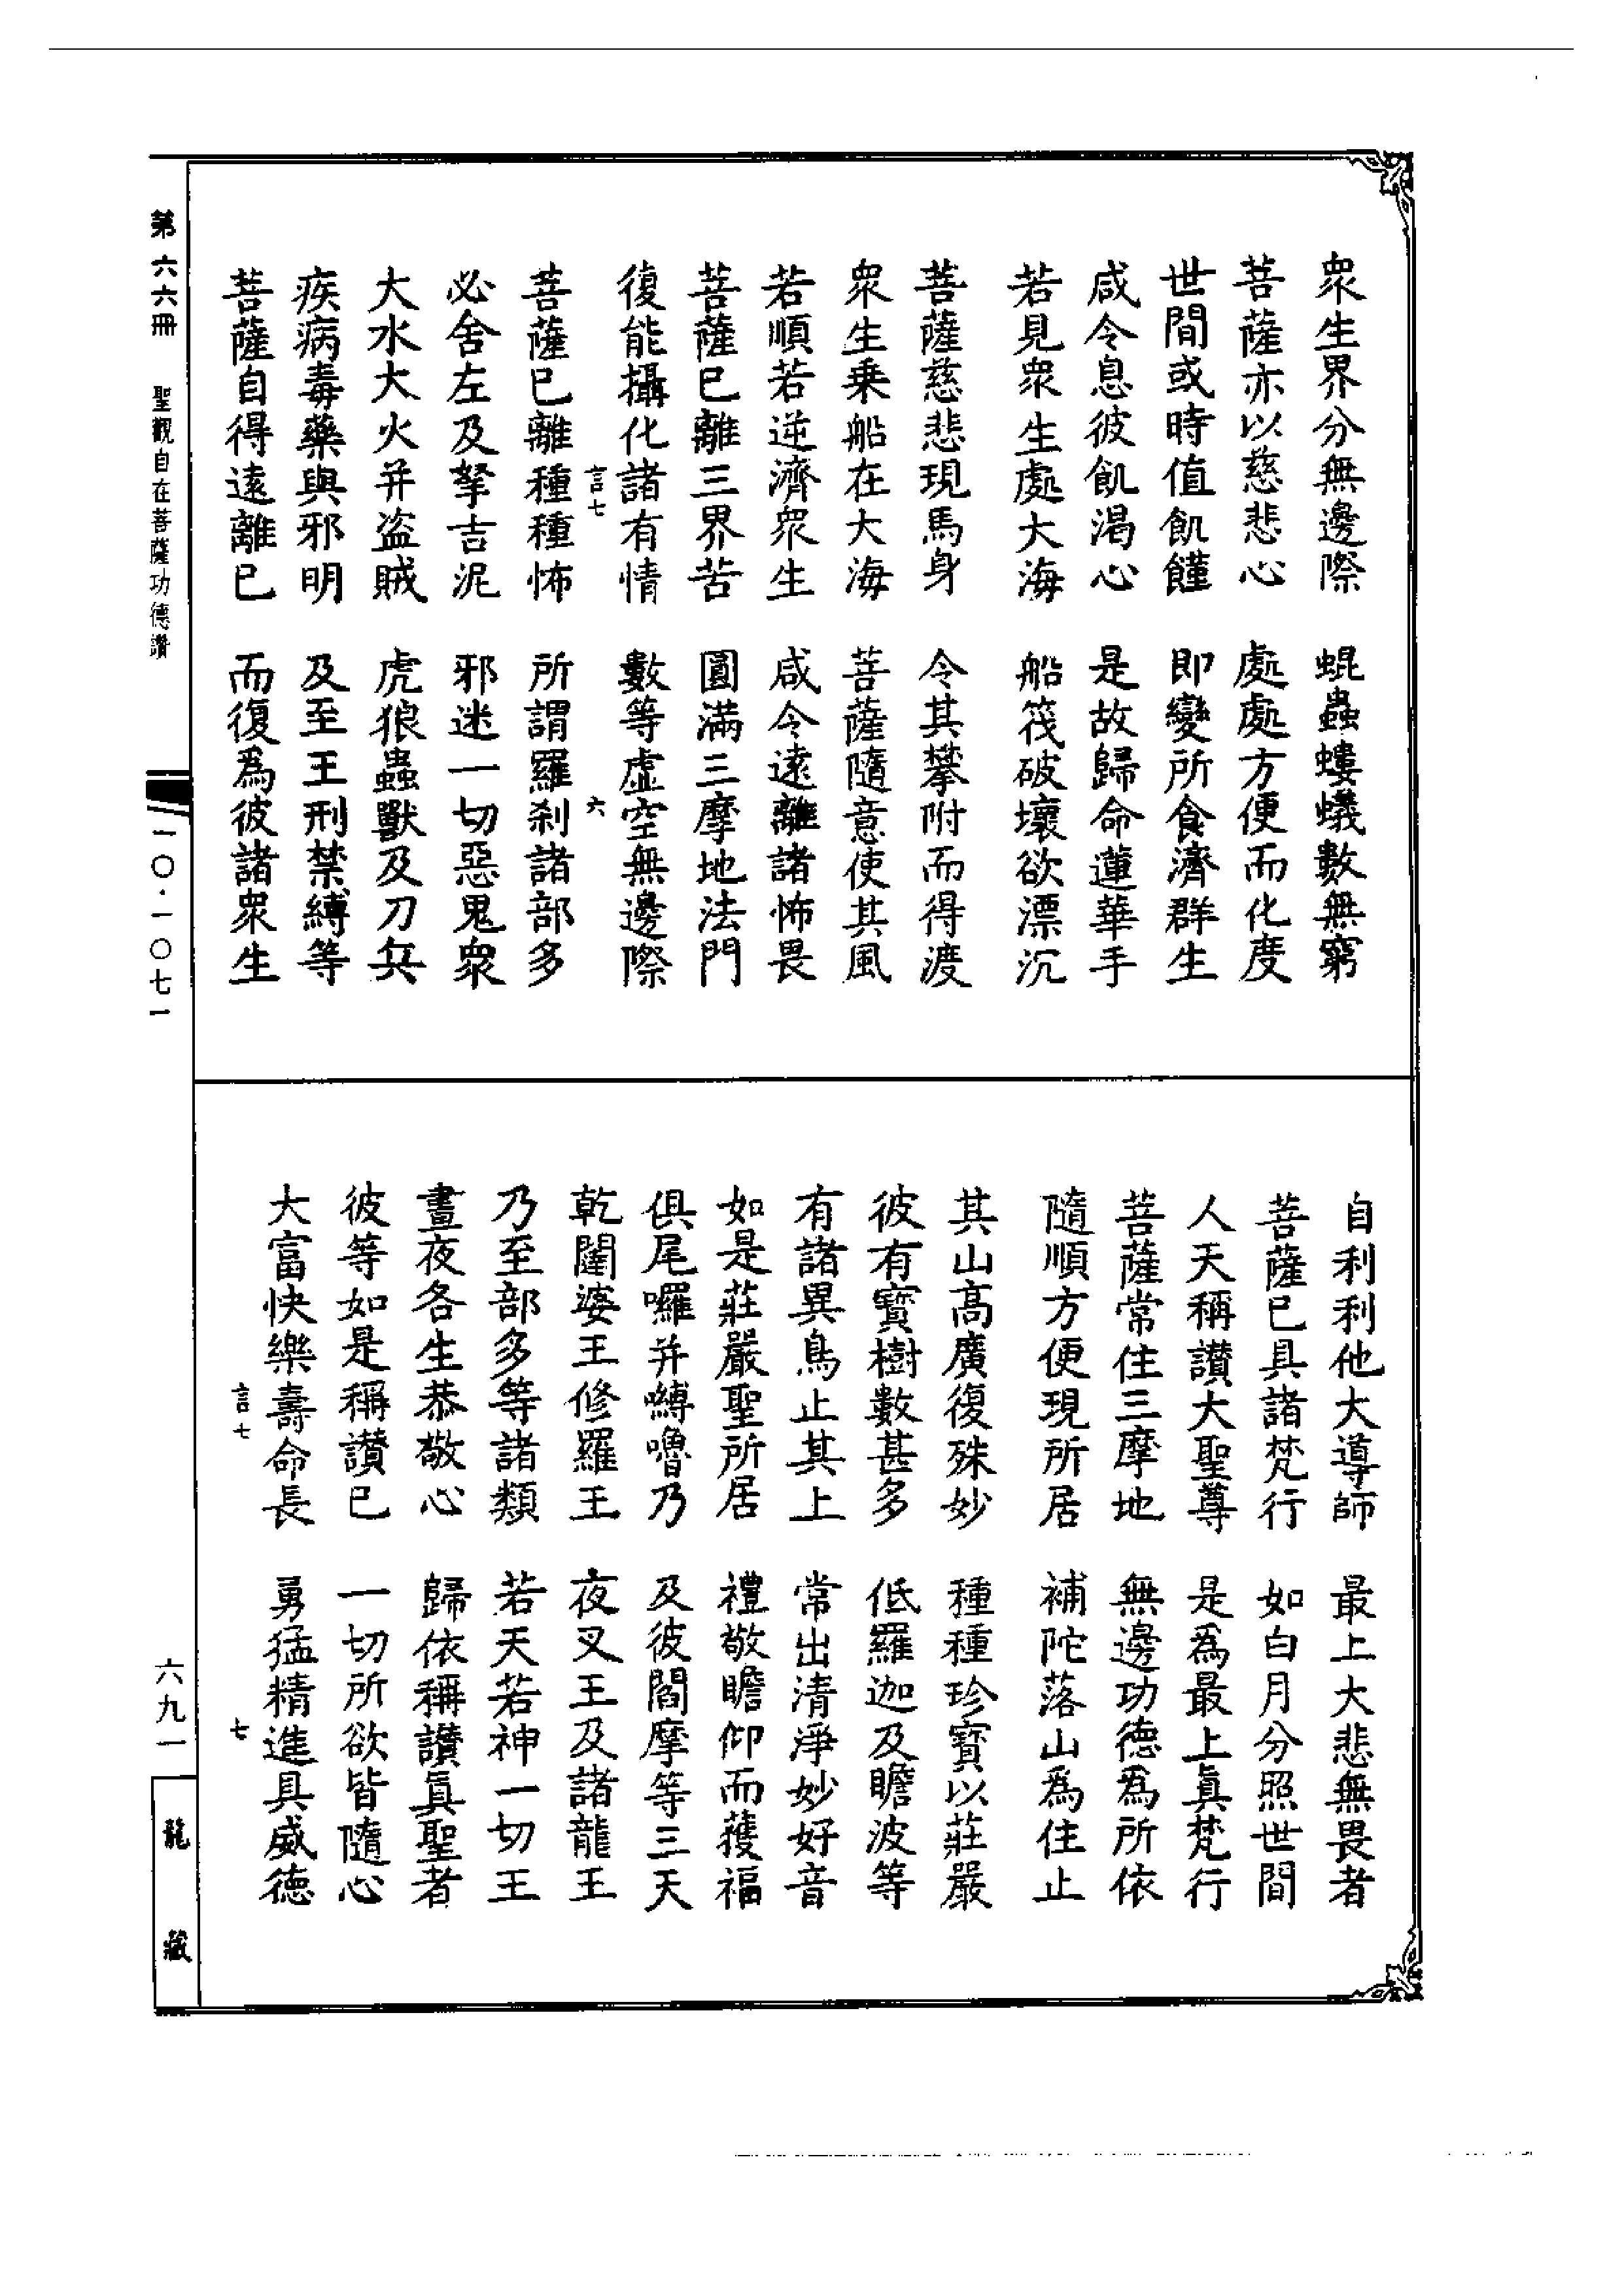 衆生界分無邊際　蜫蟲螻蟻數無窮
菩薩亦以慈悲心　處處方便而化度
世間或時值飢饉　即變所食濟群生
咸令息彼飢渴心　是故歸命蓮華手
若見衆生處大海　船筏破壞欲漂沉
菩薩慈悲現馬身　令其攀附而得渡
衆生乗船在大海　菩薩隨意使其風
若順若逆濟衆生　咸令遠離諸怖畏
菩薩已離三界苦　圓滿三摩地法門
復能攝化諸有情　數等虛空無邊際
言七　六
菩薩已離種種怖　所謂羅刹諸部多
必舍左及拏吉泥　邪迷一切惡鬼衆
大水大火并盗賊　虎狼蟲獸及刀兵
疾病毒藥與邪明　及至王刑禁縛等
菩薩自得遠離已　而復爲彼諸衆生
自利利他大導師　最上大悲無畏者
菩薩已具諸梵行　如白月分照世間
人天稱讃大聖尊　是爲最上眞梵行
菩薩常住三摩地　無邊功德爲所依
隨順方便現所居　補陀落山爲住止
其山高廣復殊妙　種種珍寶以莊嚴
彼有寳樹數甚多　低羅迦及瞻波等
有諸異鳥止其上　常出清淨妙好音
如是莊嚴聖所居　禮敬瞻仰而獲福
俱尾囉并嚩嚕乃　及彼閻摩等三天
乾闥婆王修羅王　夜叉王及諸龍王
乃至部多等諸類　若天若神一切王
晝夜各生恭敬心　歸依稱讃眞聖者
彼等如是稱讃已　一切所欲皆隨心
大富快樂壽命長　勇猛精進具威德
言七　七
第六六冊　聖觀自在菩薩功德讚
一〇·一〇七一
六九一
龍藏